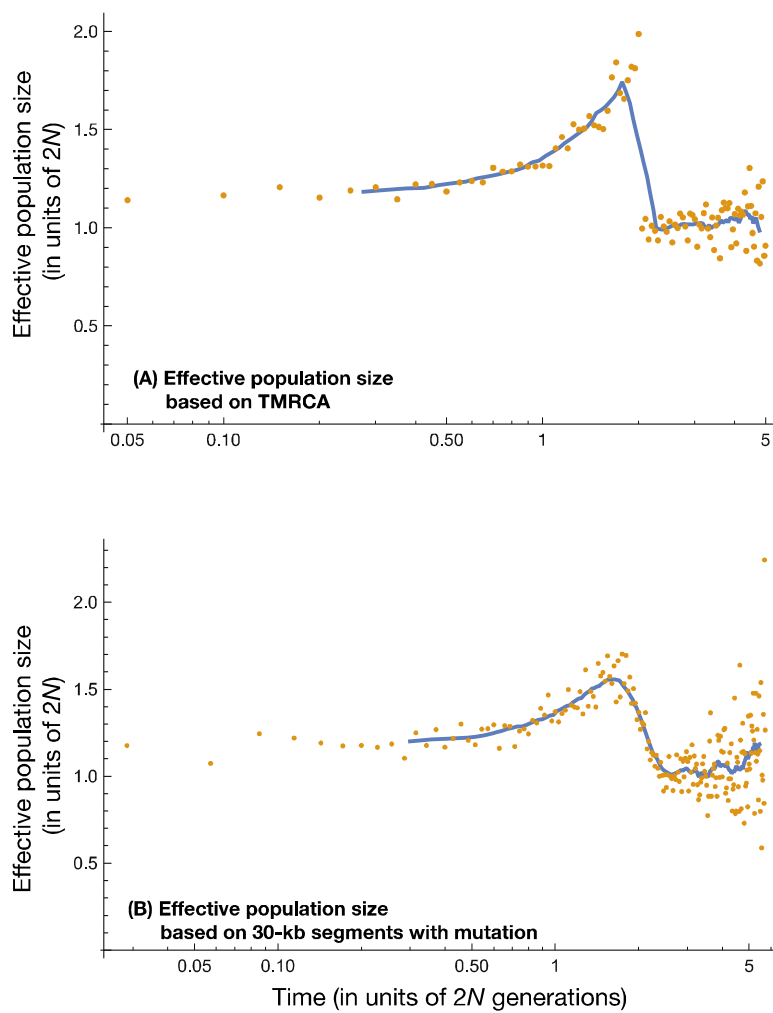 Effective population size
(in units of 2N)
2.0
1.5
1.0
0.5
(A) Effective population size
based on TMRCA
0.05
0.10
0.50
1
5
Effective population size
(in units of 2N)
2.0
1.5
1.0
0.5
(B) Effective population size
based on 30-kb segments with mutation
0.05
0.10
0.50
1
5
Time (in units of 2N generations)